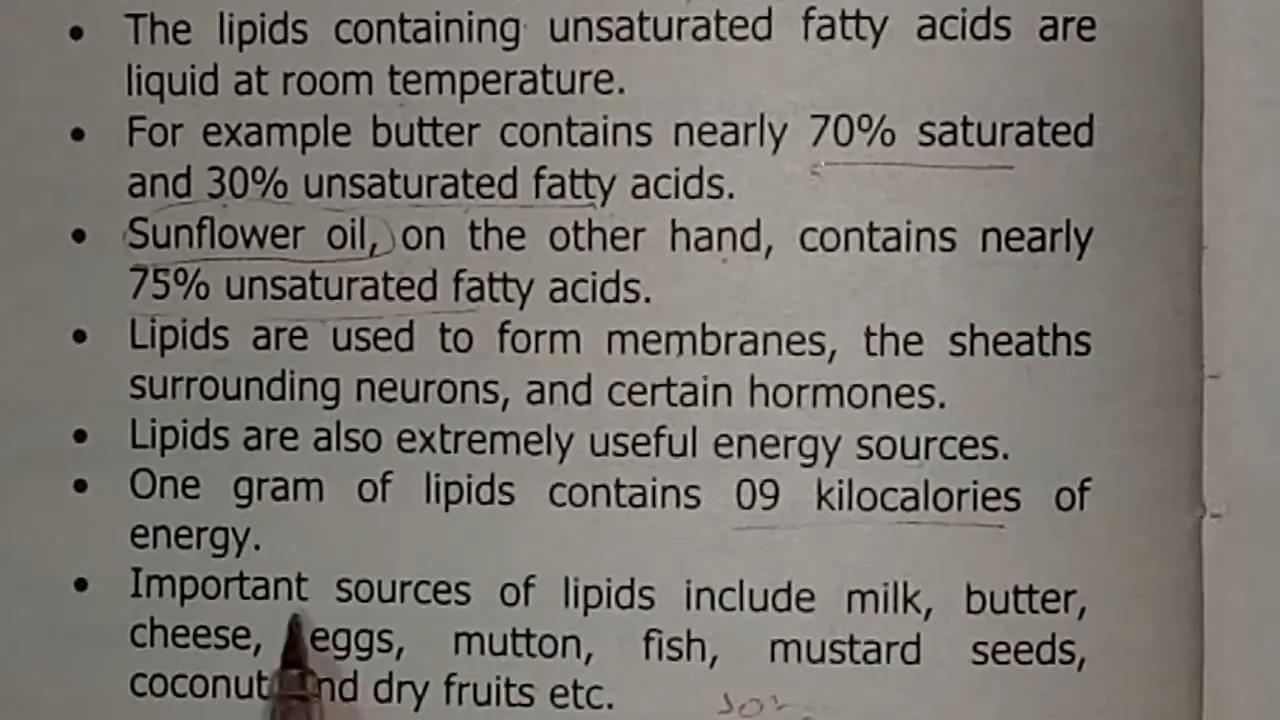 • The lipids containing unsaturated fatty acids are
liquid at room temperature.
• For example butter contains nearly 70% saturated
and 30% unsaturated fatty acids.
• Sunflower oil, on the other hand, contains nearly
75% unsaturated fatty acids.
• Lipids are used to form membranes, the sheaths
surrounding neurons, and certain hormones.
• Lipids are also extremely useful energy sources.
• One gram of lipids contains 09 kilocalories of
energy.
• Important sources of lipids include milk, butter,
cheese, eggs, mutton, fish, mustard seeds,
coconut and dry fruits etc.